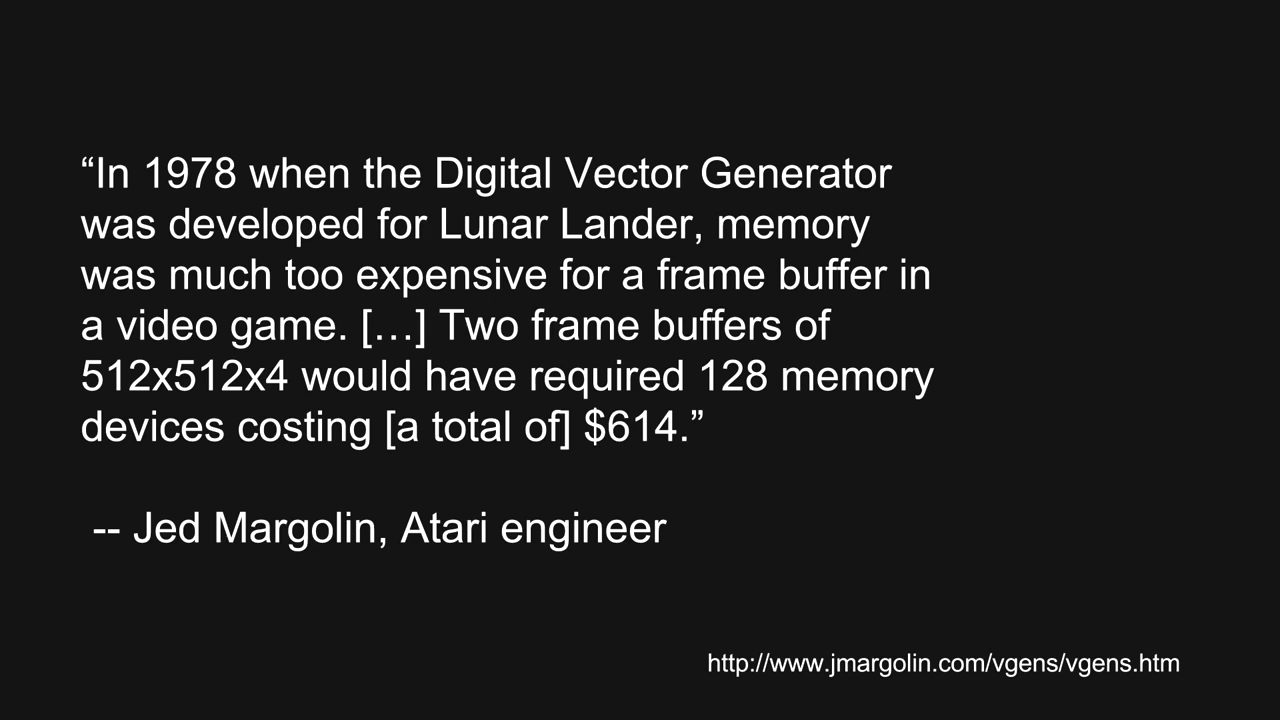 “In 1978 when the Digital Vector Generator
was developed for Lunar Lander, memory
was much too expensive for a frame buffer in
a video game. […] Two frame buffers of
512x512x4 would have required 128 memory
devices costing [a total of] $614.”
-- Jed Margolin, Atari engineer
http://www.jmargolin.com/vgens/vgens.htm